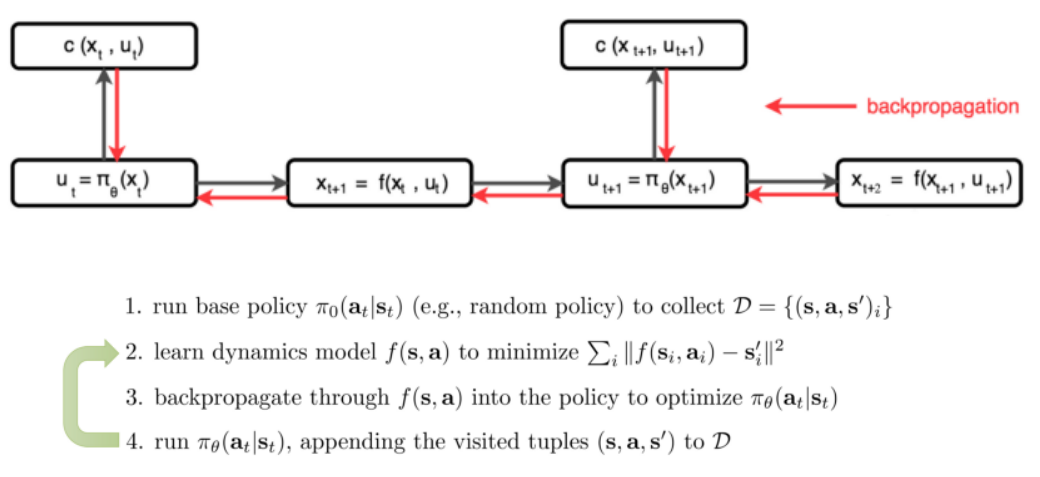 c (x_t , u_t)
c (x_{t+1}, u_{t+1})
backpropagation
u_t = π_θ(x_t)
x_{t+1} = f(x_t , u_t)
u_{t+1} = π_θ(x_{t+1})
x_{t+2} = f(x_{t+1} , u_{t+1})
1. run base policy π_0(a_t|s_t) (e.g., random policy) to collect 𝒟 = {(s, a, s′)_i}
2. learn dynamics model f(s, a) to minimize ∑_i ‖f(s_i, a_i) − s′_i‖²
3. backpropagate through f(s, a) into the policy to optimize π_θ(a_t|s_t)
4. run π_θ(a_t|s_t), appending the visited tuples (s, a, s′) to 𝒟